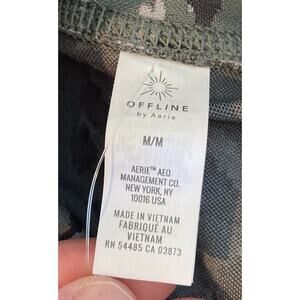 OFFLINE
by Aerie
M/M
AERIE™ AEO
MANAGEMENT CO.
NEW YORK, NY
10016 USA
MADE IN VIETNAM
FABRIQUÉ AU
VIETNAM
RN 54485 CA 03873